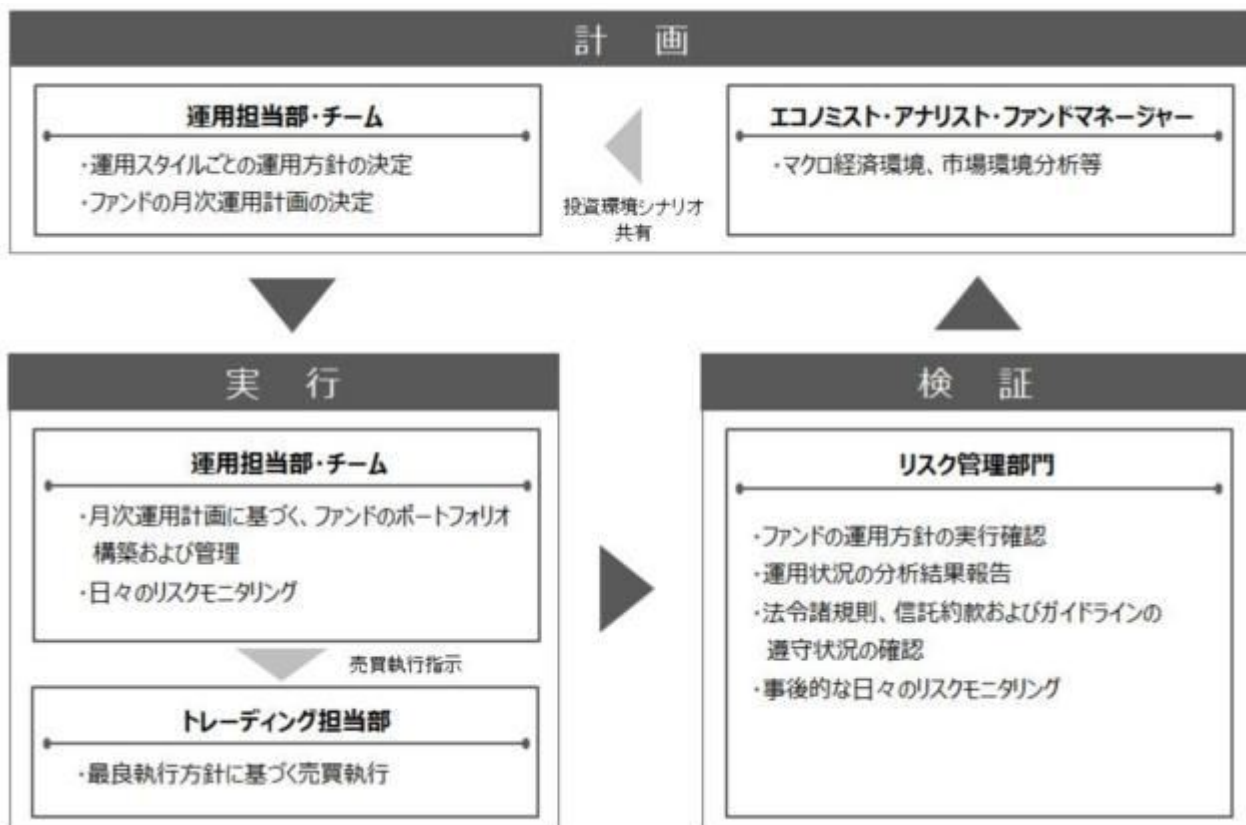 計 画
運用担当部・チーム
・運用スタイルごとの運用方針の決定
・ファンドの月次運用計画の決定
投資環境シナリオ
共有
エコノミスト・アナリスト・ファンドマネージャー
・マクロ経済環境、市場環境分析等
実 行
運用担当部・チーム
・月次運用計画に基づく、ファンドのポートフォリオ
構築および管理
・日々のリスクモニタリング
売買執行指示
トレーディング担当部
・最良執行方針に基づく売買執行
検 証
リスク管理部門
・ファンドの運用方針の実行確認
・運用状況の分析結果報告
・法令諸規則、信託約款およびガイドラインの
遵守状況の確認
・事後的な日々のリスクモニタリング